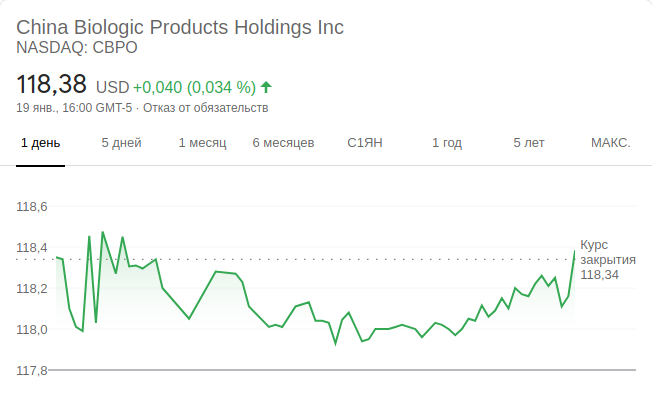 China Biologic Products Holdings Inc
NASDAQ: CBPO
118,38 USD +0,040 (0,034 %)
19 янв., 16:00 GMT-5 · Отказ от обязательств
1 день 5 дней 1 месяц 6 месяцев С1ЯН 1 год 5 лет МАКС.
118,6
118,4
118,2
118,0
117,8
Курс
закрытия
118,34